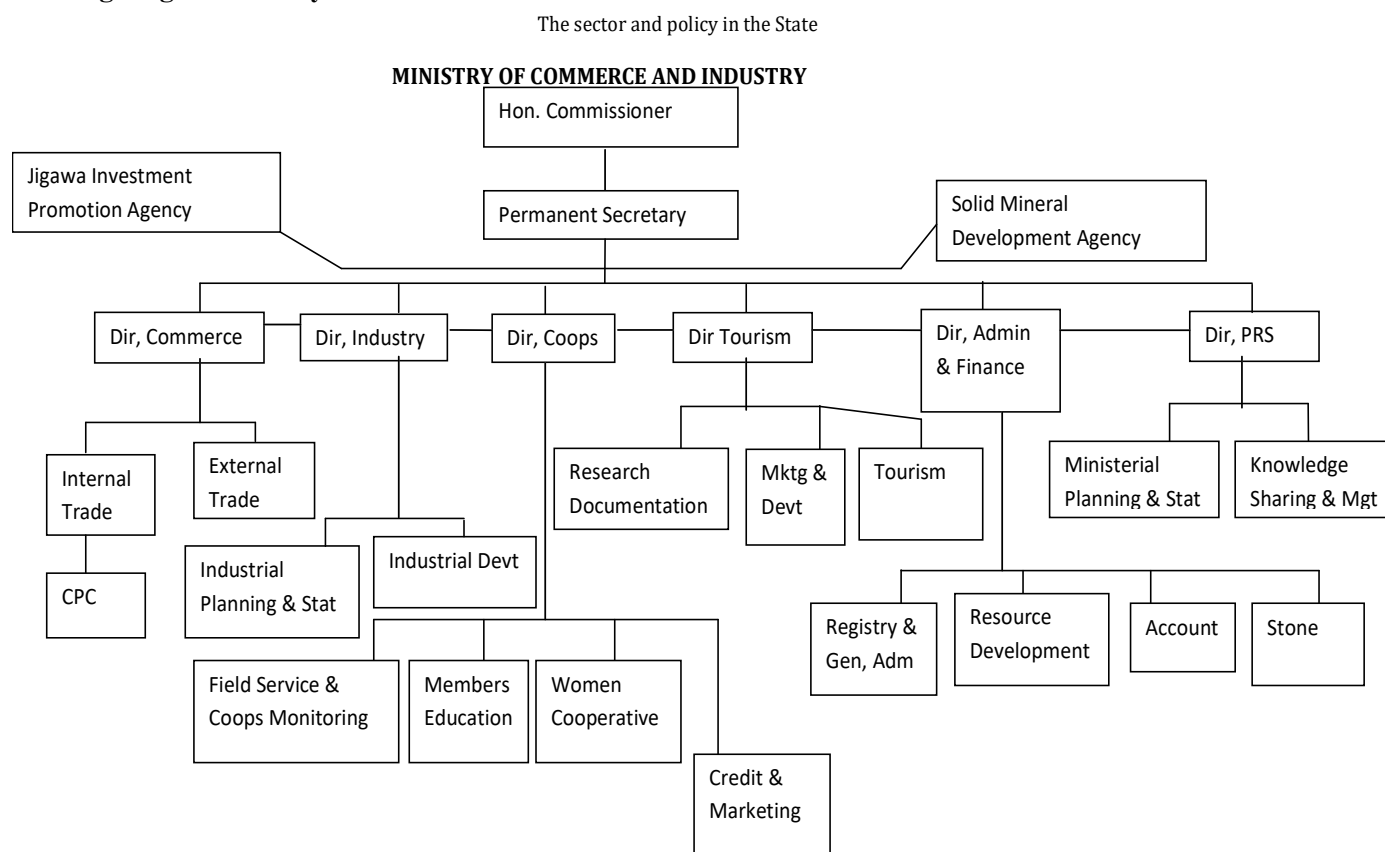 The sector and policy in the State
MINISTRY OF COMMERCE AND INDUSTRY
Hon. Commissioner
Jigawa Investment
Promotion Agency
Permanent Secretary
Solid Mineral
Development Agency
Dir, Commerce
Dir, Industry
Dir, Coops
Dir Tourism
Dir, Admin
& Finance
Dir, PRS
Internal
Trade
External
Trade
Research
Documentation
Mktg &
Devt
Tourism
Ministerial
Planning & Stat
Knowledge
Sharing & Mgt
CPC
Industrial
Planning & Stat
Industrial Devt
Registry &
Gen, Adm
Resource
Development
Account
Stone
Field Service &
Coops Monitoring
Members
Education
Women
Cooperative
Credit &
Marketing